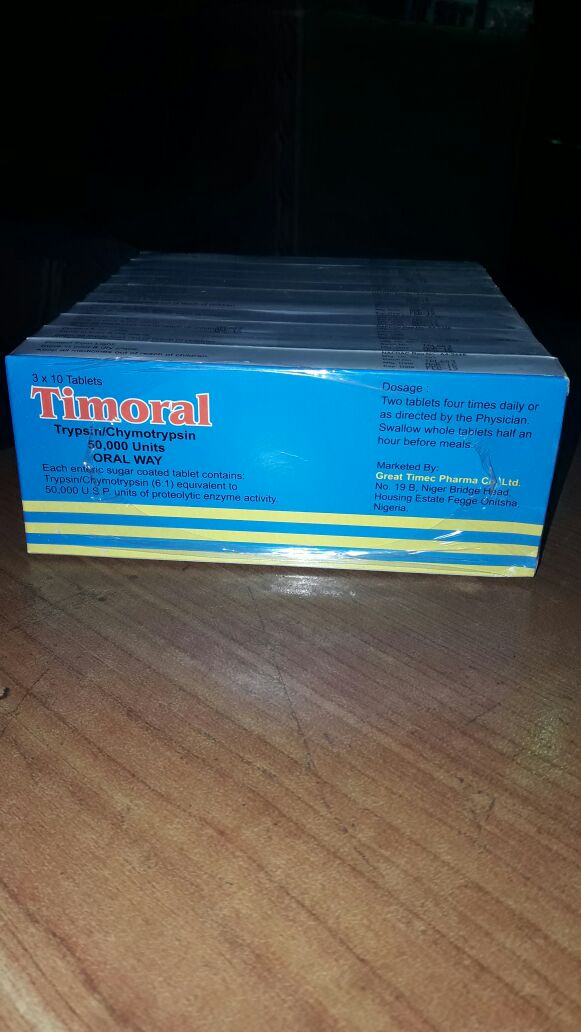 3 x 10 Tablets
Timoral
Trypsin/Chymotrypsin
50,000 Units
ORAL WAY
Each enteric sugar coated tablet contains:
Trypsin/Chymotrypsin (6:1) equivalent to
50,000 U.S.P. units of proteolytic enzyme activity.
Dosage :
Two tablets four times daily or
as directed by the Physician.
Swallow whole tablets half an
hour before meals.
Marketed By:
Great Timec Pharma Co. Ltd.
No. 19 B, Niger Bridge Head,
Housing Estate Fegge Onitsha
Nigeria.